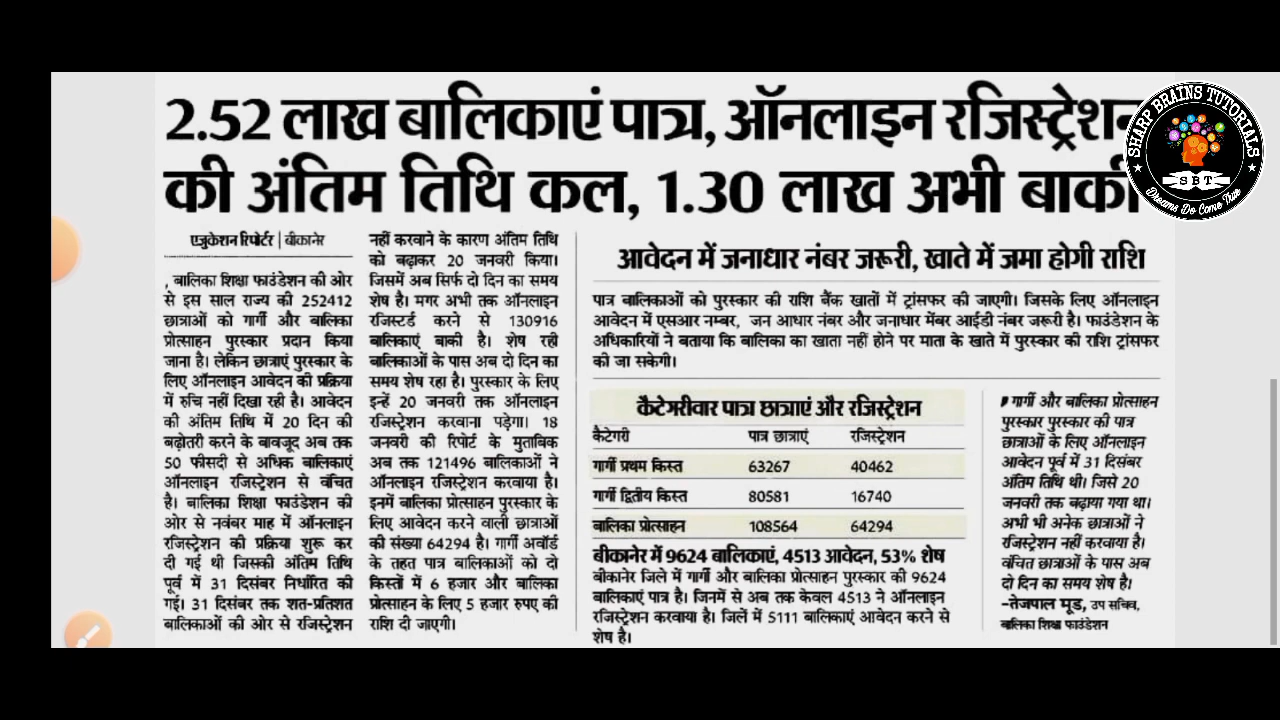 2.52 लाख बालिकाएं पात्र, ऑनलाइन रजिस्ट्रेशन
की अंतिम तिथि कल, 1.30 लाख अभी बाकी
SHARP BRAINS TUTORIALS
SBT
Dreams Do Come True
एजुकेशन रिपोर्टर | बीकानेर
, बालिका शिक्षा फाउंडेशन की ओर
से इस साल राज्य की 252412
छात्राओं को गार्गी और बालिका
प्रोत्साहन पुरस्कार प्रदान किया
जाना है। लेकिन छात्राएं पुरस्कार के
लिए ऑनलाइन आवेदन की प्रक्रिया
में रुचि नहीं दिखा रही है। आवेदन
की अंतिम तिथि में 20 दिन की
बढ़ोतरी करने के बावजूद अब तक
50 फीसदी से अधिक बालिकाएं
ऑनलाइन रजिस्ट्रेशन से वंचित
है। बालिका शिक्षा फाउंडेशन की
ओर से नवंबर माह में ऑनलाइन
रजिस्ट्रेशन की प्रक्रिया शुरू कर
दी गई थी जिसकी अंतिम तिथि
पूर्व में 31 दिसंबर निर्धारित की
गई। 31 दिसंबर तक शत-प्रतिशत
बालिकाओं की ओर से रजिस्ट्रेशन
नहीं करवाने के कारण अंतिम तिथि
को बढ़ाकर 20 जनवरी किया।
जिसमें अब सिर्फ दो दिन का समय
शेष है। मगर अभी तक ऑनलाइन
रजिस्टर्ड करने से 130916
बालिकाएं बाकी है। शेष रही
बालिकाओं के पास अब दो दिन का
समय शेष रहा है। पुरस्कार के लिए
इन्हें 20 जनवरी तक ऑनलाइन
रजिस्ट्रेशन करवाना पड़ेगा। 18
जनवरी की रिपोर्ट के मुताबिक
अब तक 121496 बालिकाओं ने
ऑनलाइन रजिस्ट्रेशन करवाया है।
इनमें बालिका प्रोत्साहन पुरस्कार के
लिए आवेदन करने वाली छात्राओं
की संख्या 64294 है। गार्गी अवॉर्ड
के तहत पात्र बालिकाओं को दो
किस्तों में 6 हजार और बालिका
प्रोत्साहन के लिए 5 हजार रुपए की
राशि दी जाएगी।
आवेदन में जनाधार नंबर जरूरी, खाते में जमा होगी राशि
पात्र बालिकाओं को पुरस्कार की राशि बैंक खातों में ट्रांसफर की जाएगी। जिसके लिए ऑनलाइन
आवेदन में एसआर नम्बर, जन आधार नंबर और जनाधार मेंबर आईडी नंबर जरूरी है। फाउंडेशन के
अधिकारियों ने बताया कि बालिका का खाता नहीं होने पर माता के खाते में पुरस्कार की राशि ट्रांसफर
की जा सकेगी।
कैटेगरीवार पात्र छात्राएं और रजिस्ट्रेशन
कैटेगरी पात्र छात्राएं रजिस्ट्रेशन
गार्गी प्रथम किस्त 63267 40462
गार्गी द्वितीय किस्त 80581 16740
बालिका प्रोत्साहन 108564 64294
बीकानेर में 9624 बालिकाएं, 4513 आवेदन, 53% शेष
बीकानेर जिले में गार्गी और बालिका प्रोत्साहन पुरस्कार की 9624
बालिकाएं पात्र है। जिनमें से अब तक केवल 4513 ने ऑनलाइन
रजिस्ट्रेशन करवाया है। जिलें में 5111 बालिकाएं आवेदन करने से
शेष है।
गार्गी और बालिका प्रोत्साहन
पुरस्कार पुरस्कार की पात्र
छात्राओं के लिए ऑनलाइन
आवेदन पूर्व में 31 दिसंबर
अंतिम तिथि थी। जिसे 20
जनवरी तक बढ़ाया गया था।
अभी भी अनेक छात्राओं ने
रजिस्ट्रेशन नहीं करवाया है।
वंचित छात्राओं के पास अब
दो दिन का समय शेष है।
-तेजपाल मूड, उप सचिव,
बालिका शिक्षा फाउंडेशन